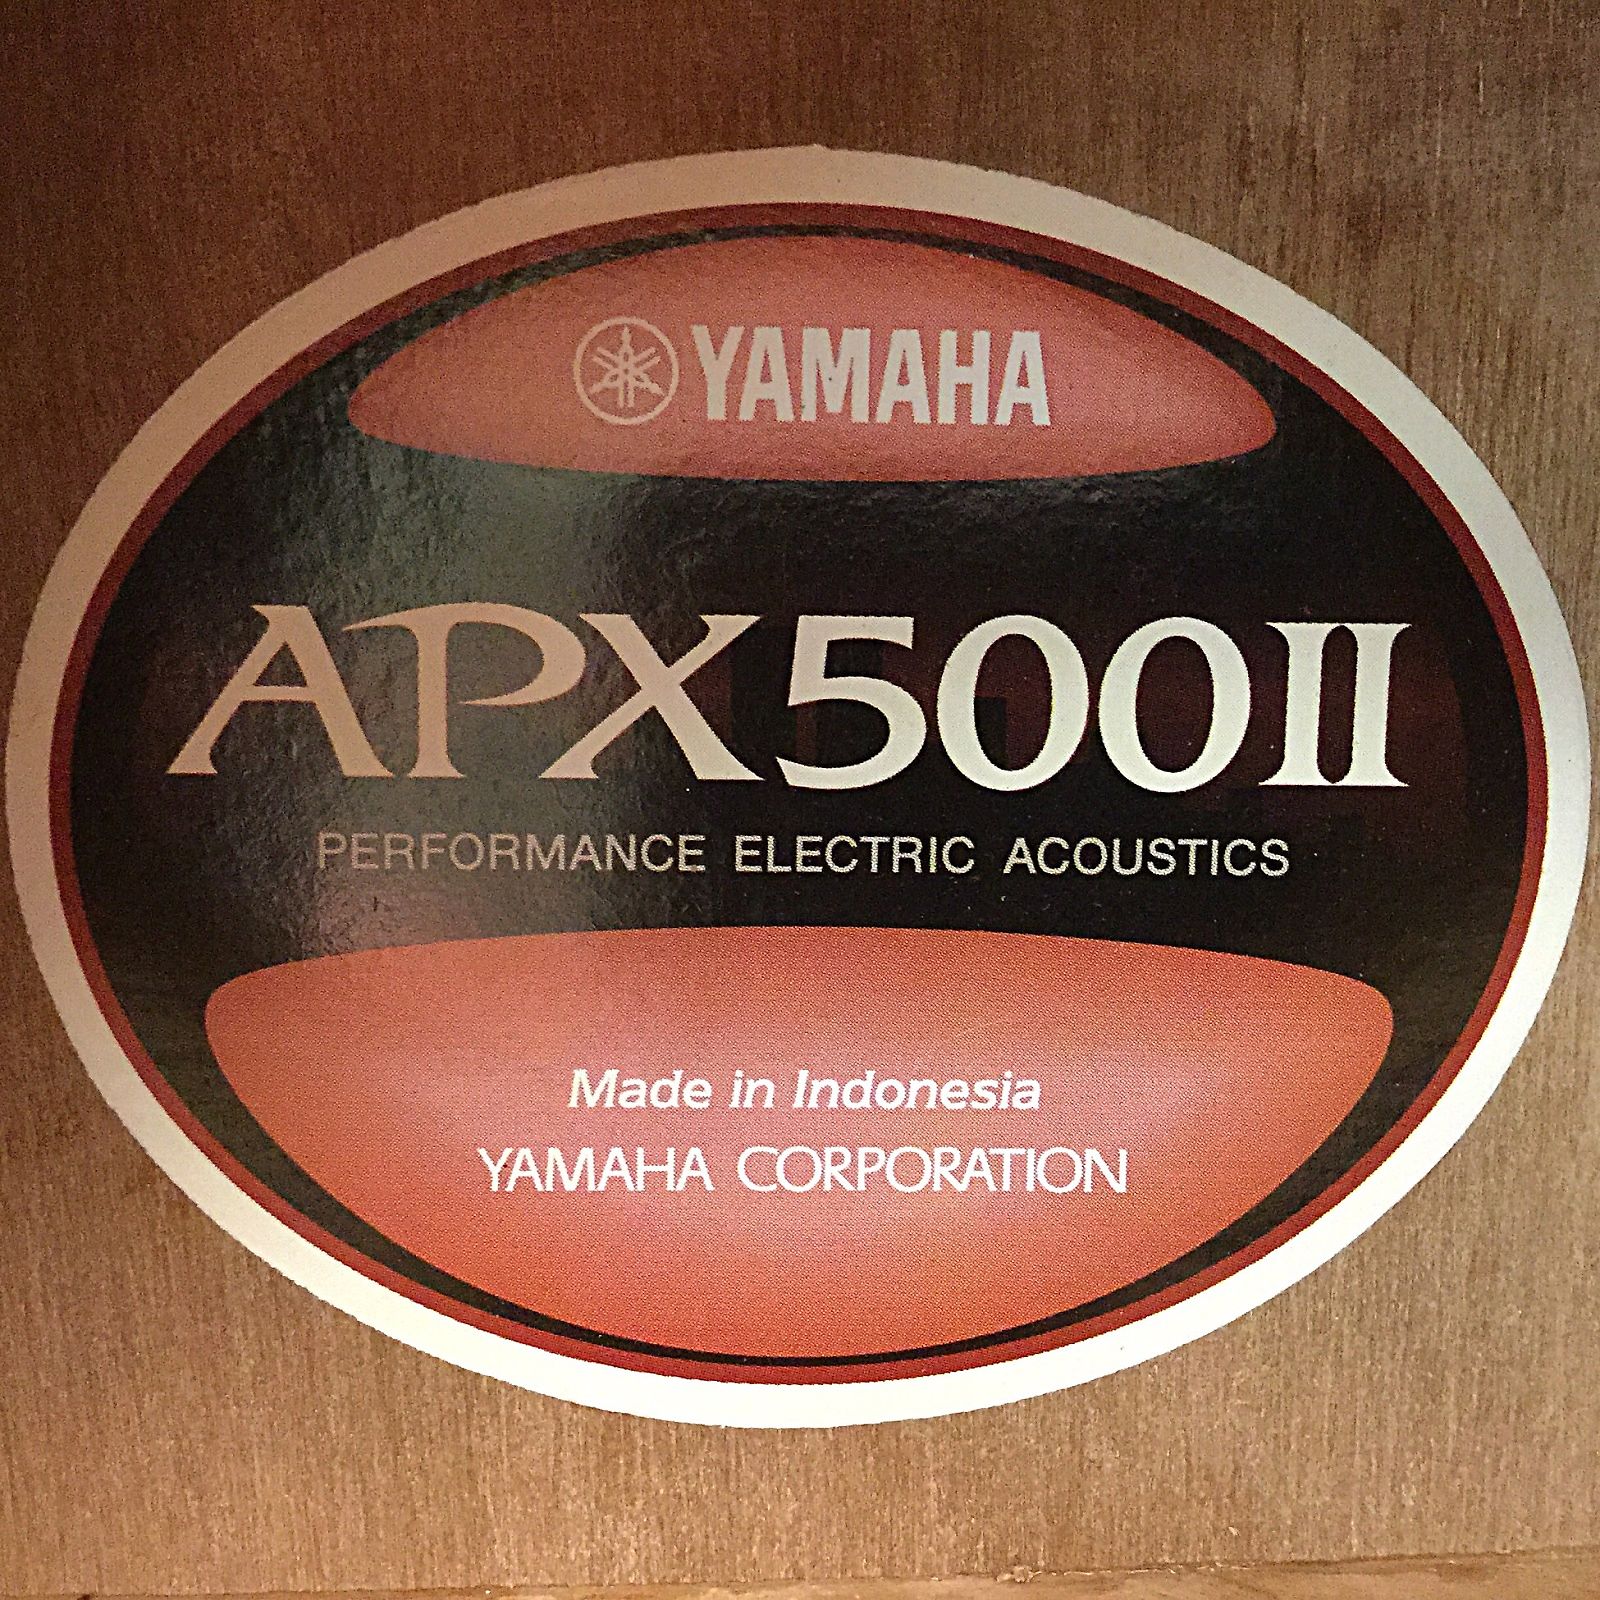 YAMAHA
APX500II
PERFORMANCE ELECTRIC ACOUSTICS
Made in Indonesia
YAMAHA CORPORATION